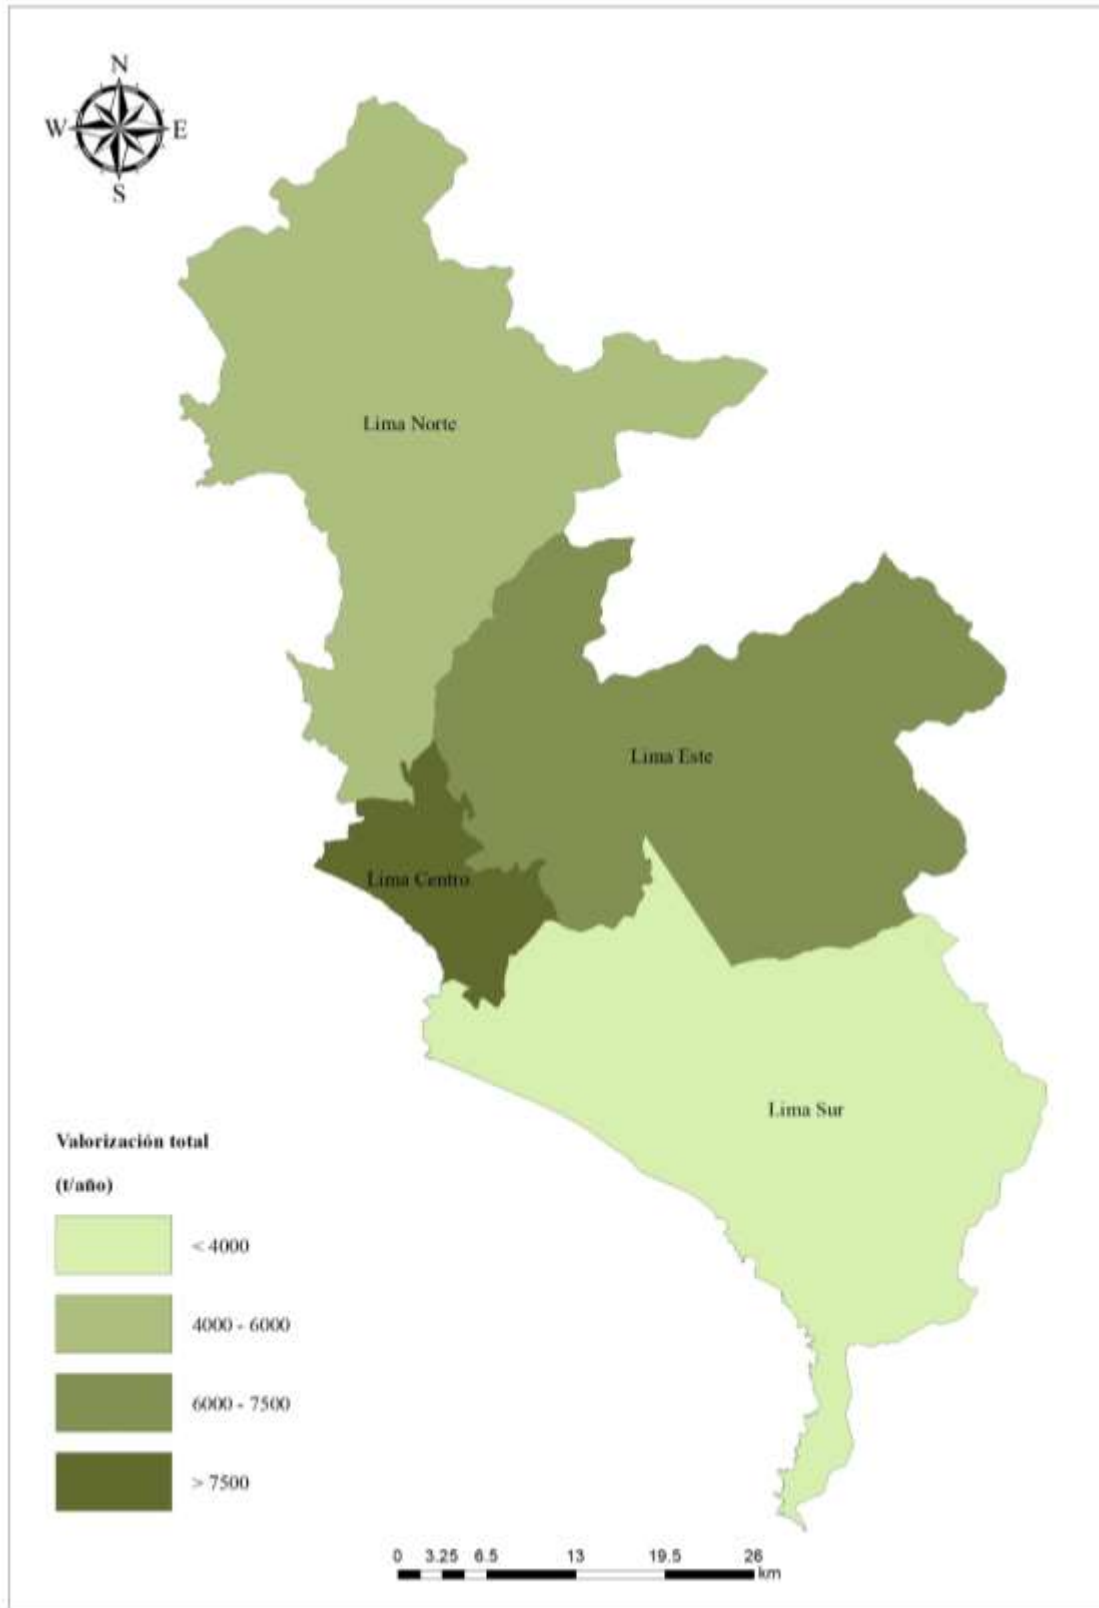 N
W E
S
Lima Norte
Lima Este
Lima Centro
Lima Sur
Valorización total
(t/año)
< 4000
4000 - 6000
6000 - 7500
> 7500
0 3.25 6.5 13 19.5 26
km